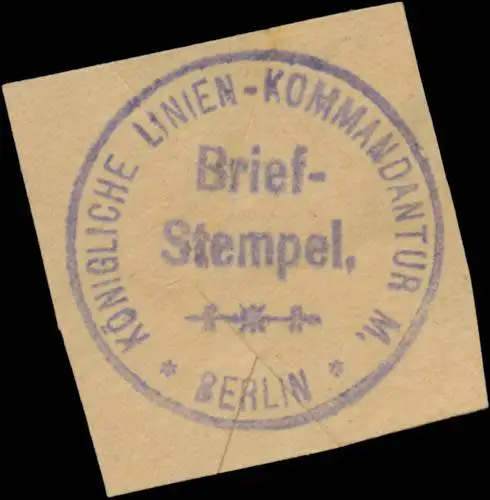 KÖNIGLICHE LINIEN-KOMMANDANTUR M.
Brief-
Stempel.
* BERLIN *